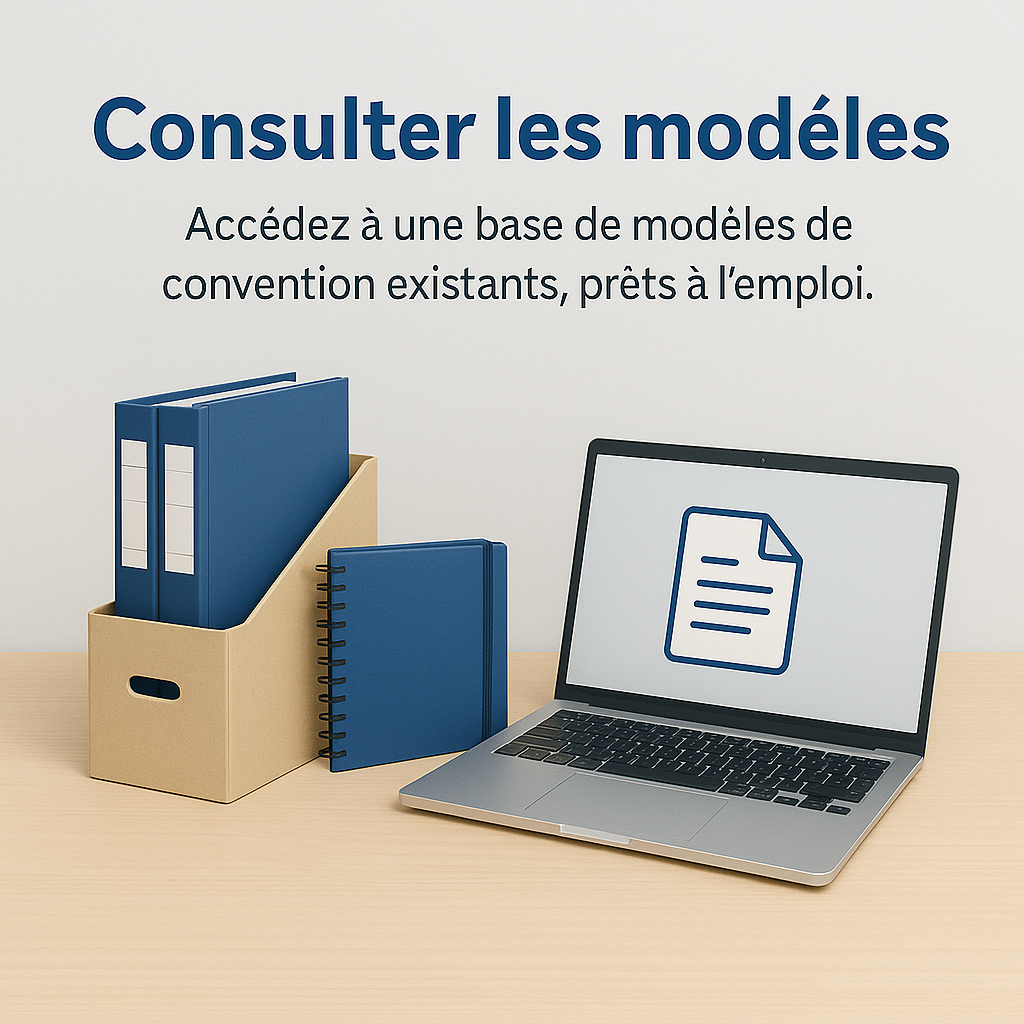 Consulter les modéles
Accédez à une base de modèles de
convention existants, prêts à l'emploi.